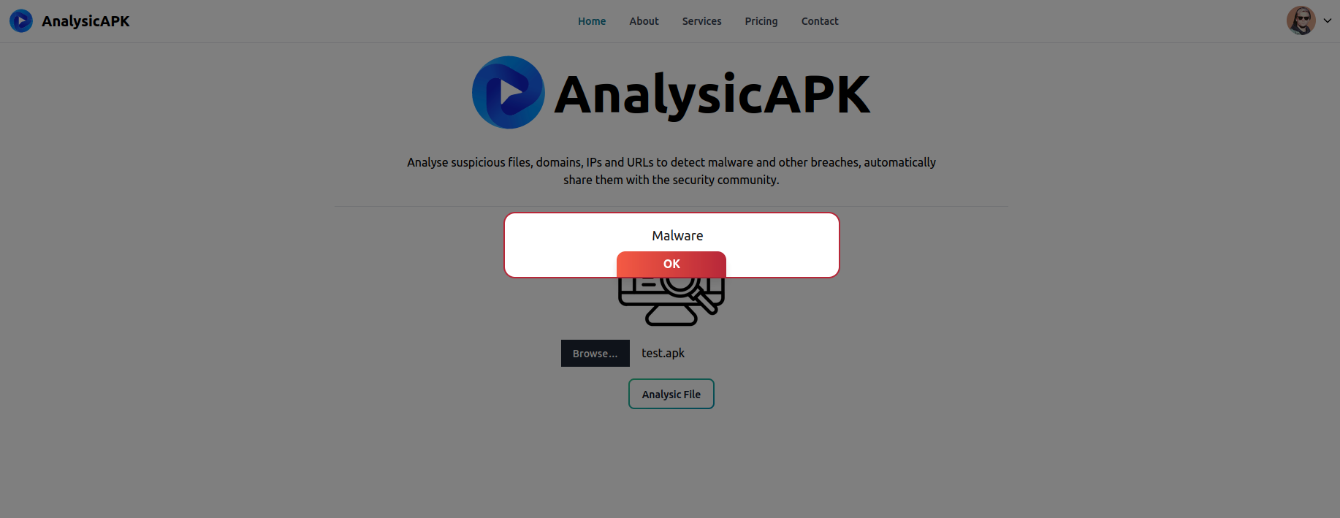 AnalysicAPK
Home About Services Pricing Contact
AnalysicAPK
Analyse suspicious files, domains, IPs and URLs to detect malware and other breaches, automatically
share them with the security community.
Malware
OK
Browse... test.apk
Analysic File